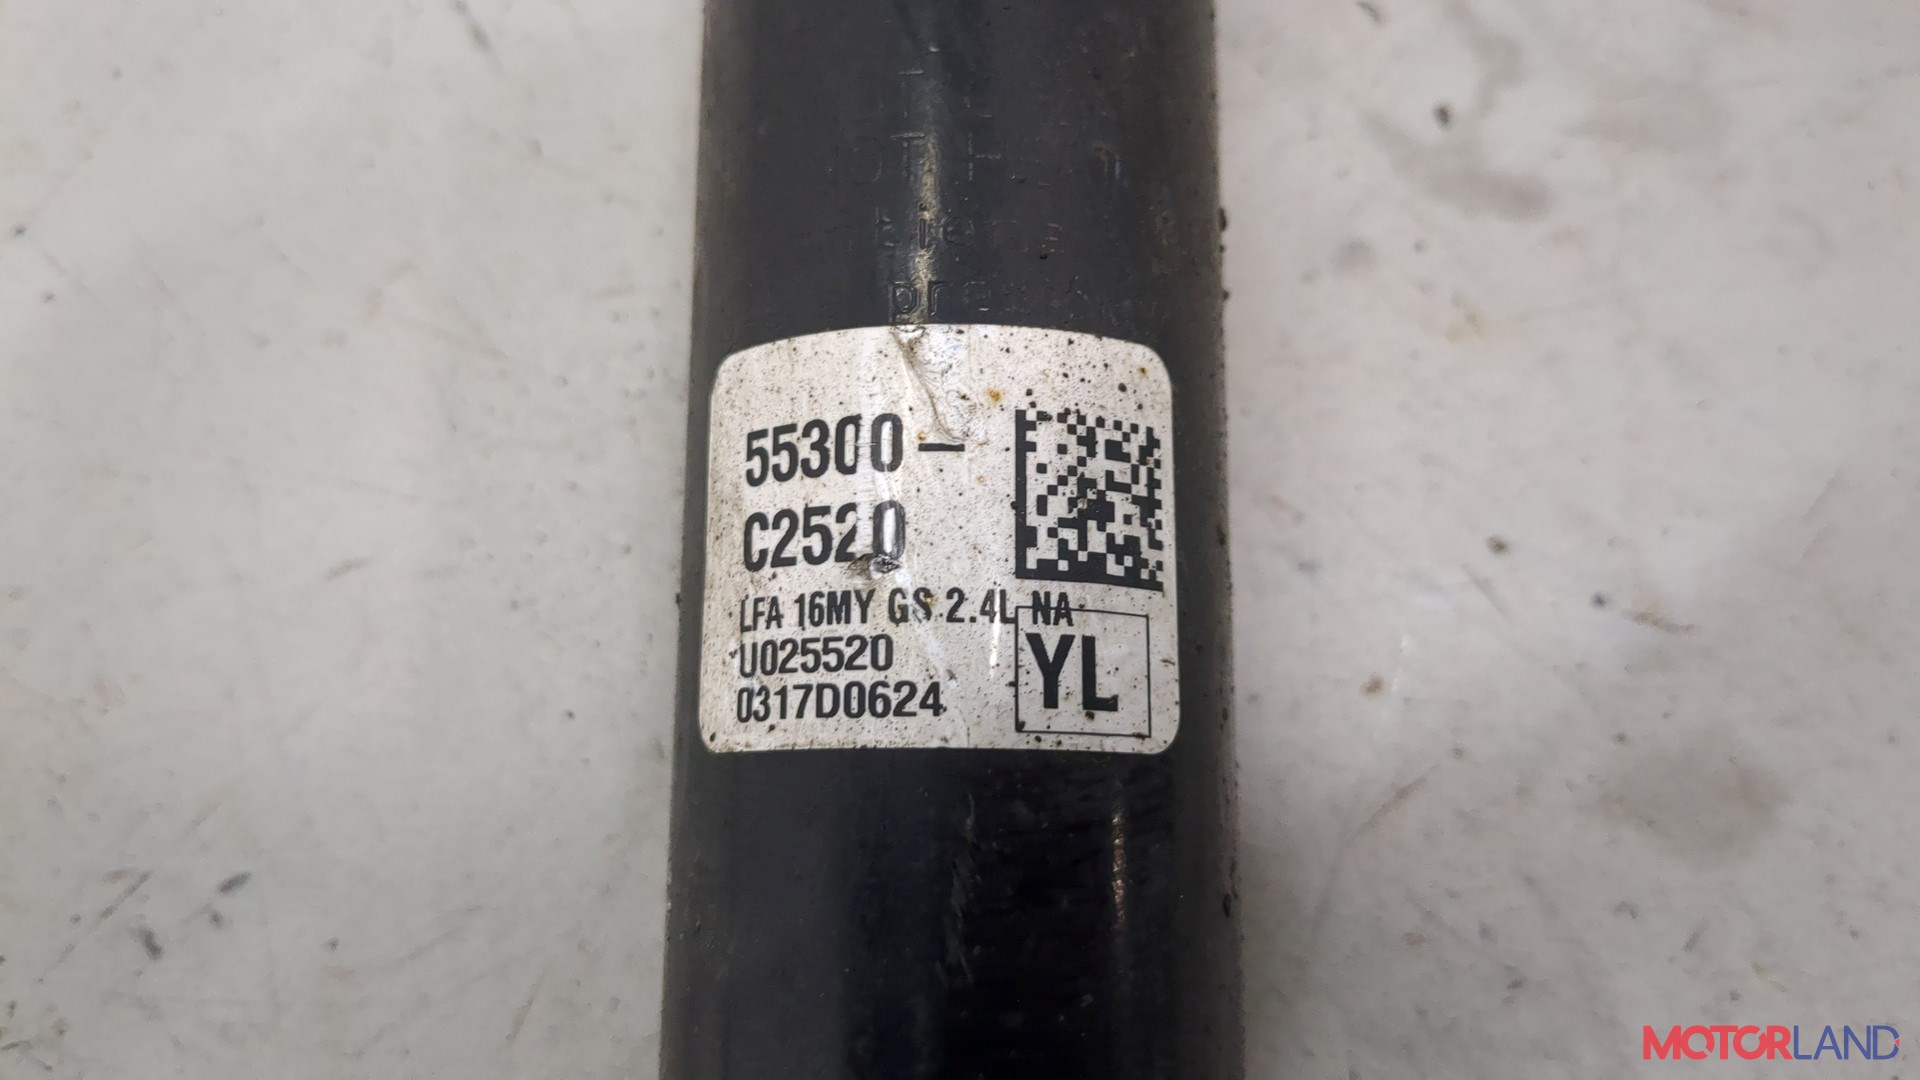 55300-
C2520
LFA 16MY GS 2.4L NA
U025520
0317D0624
YL
MOTORLAND